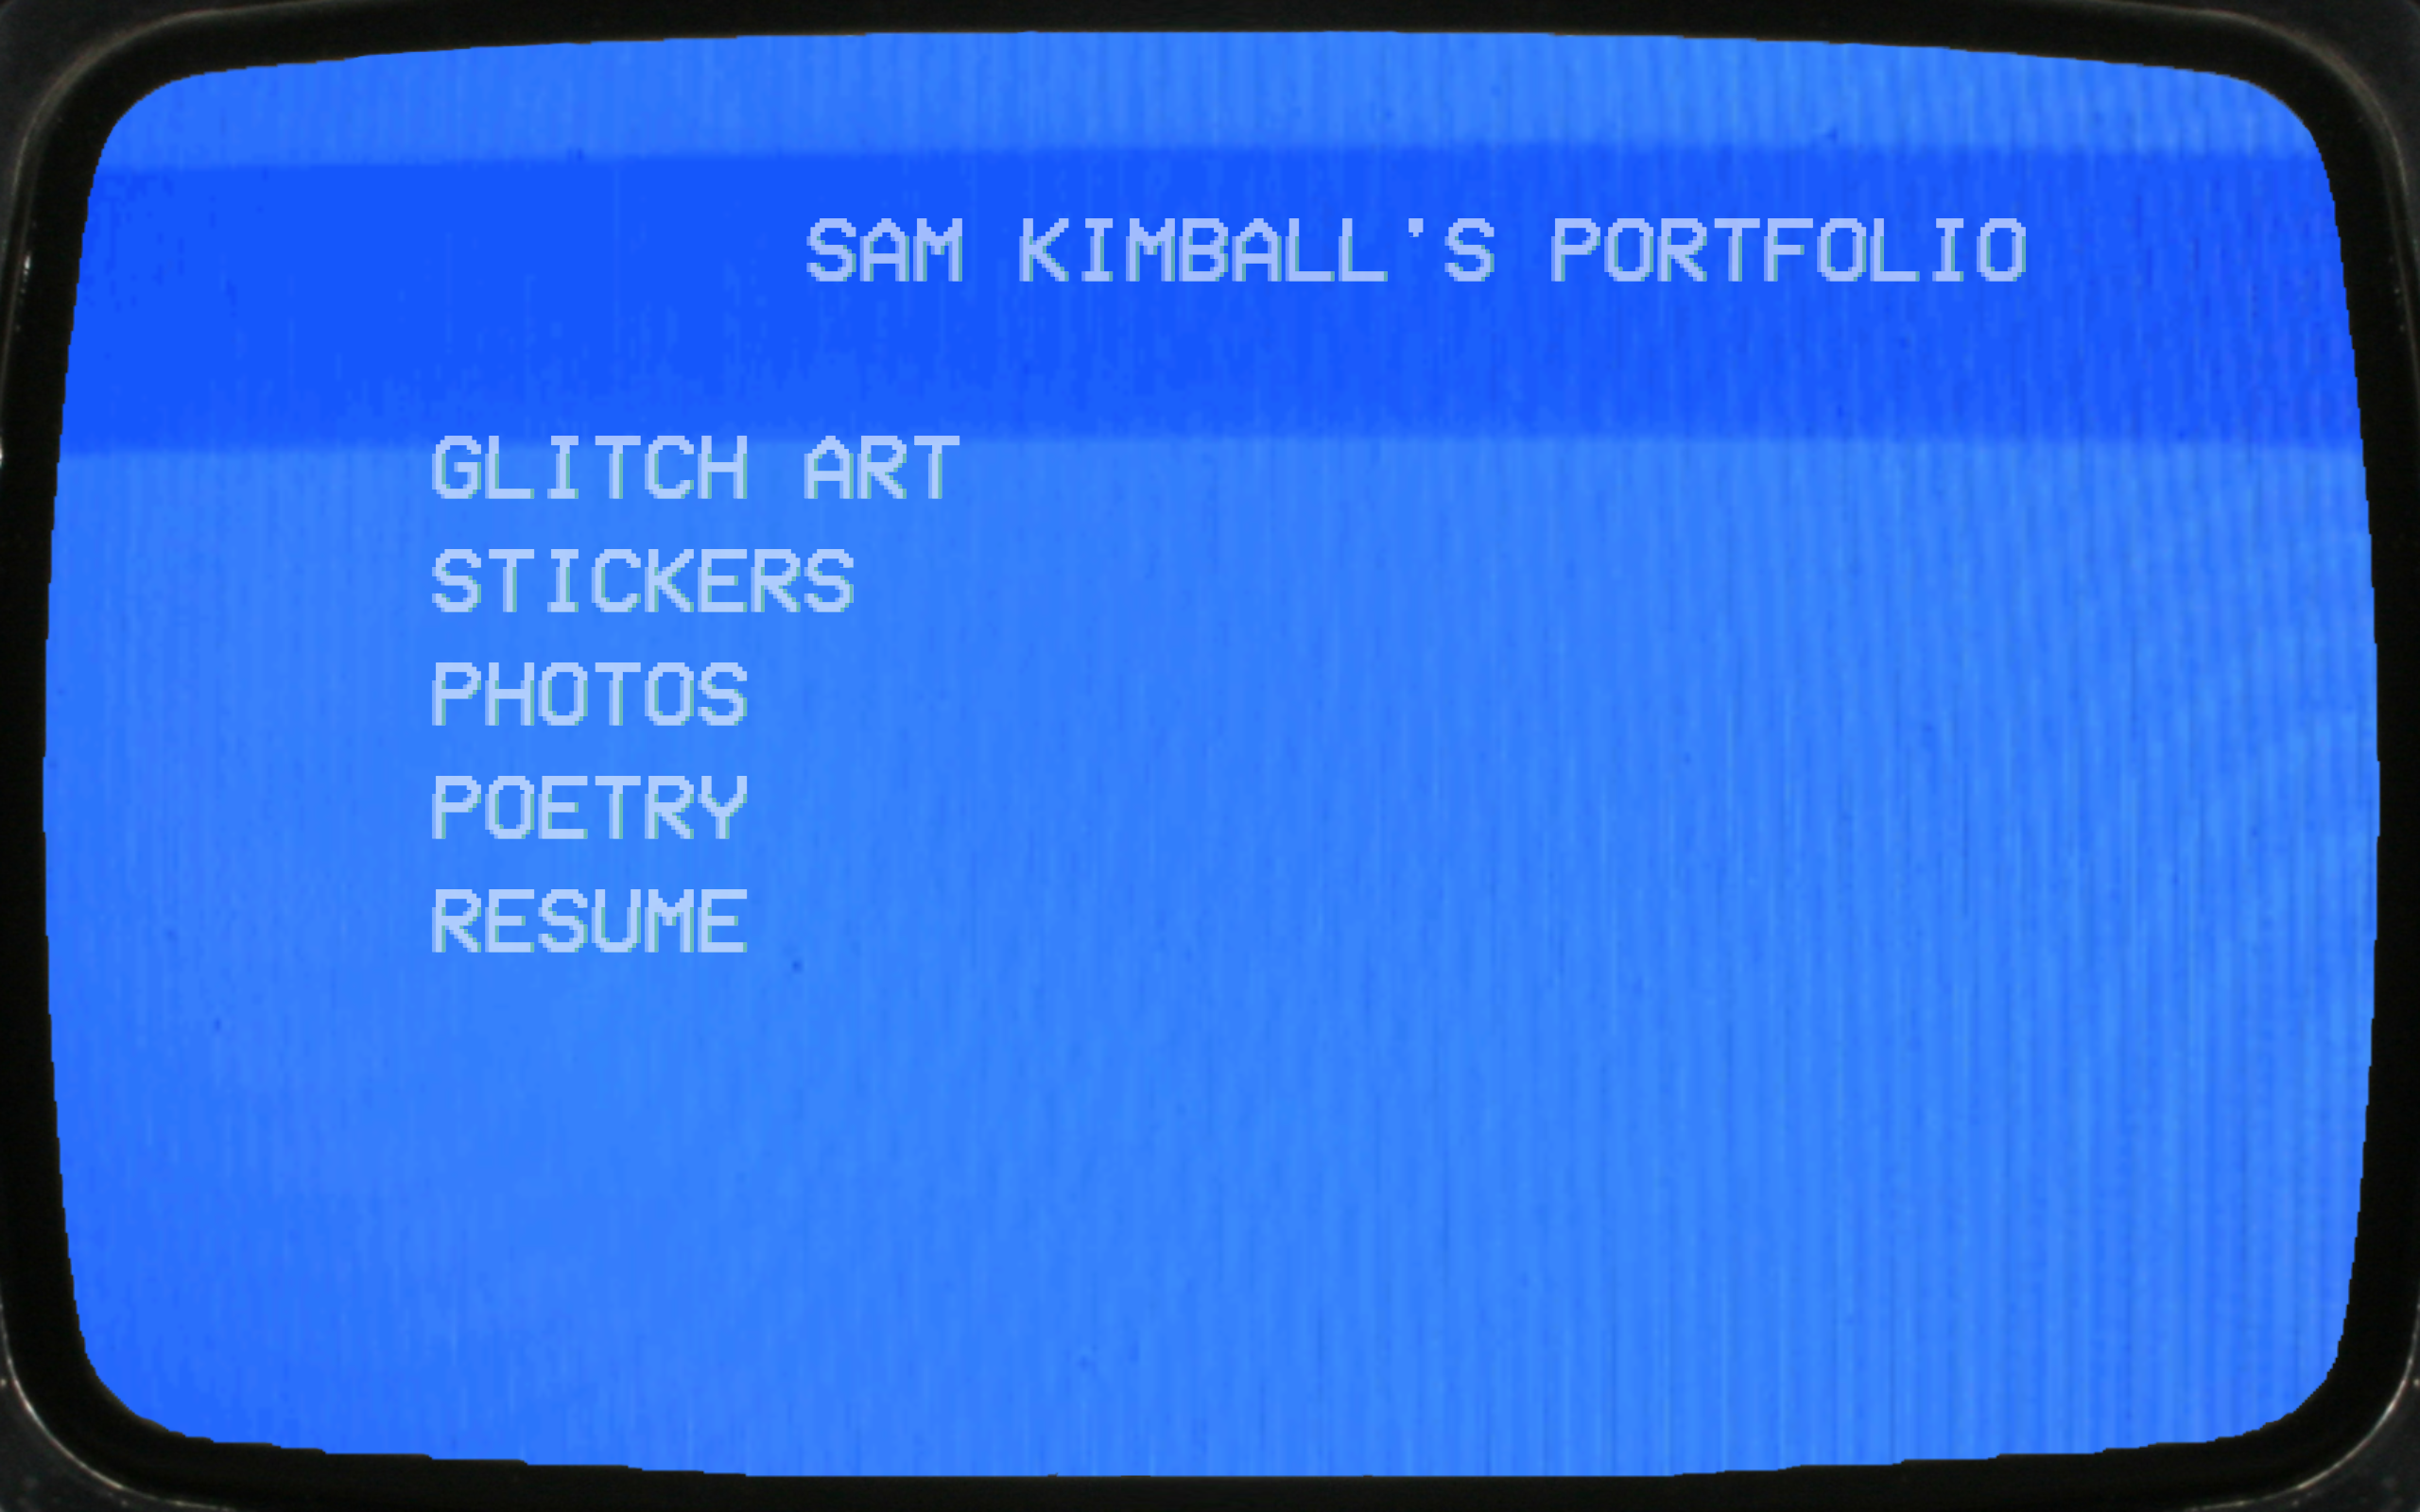 SAM KIMBALL'S PORTFOLIO
GLITCH ART
STICKERS
PHOTOS
POETRY
RESUME